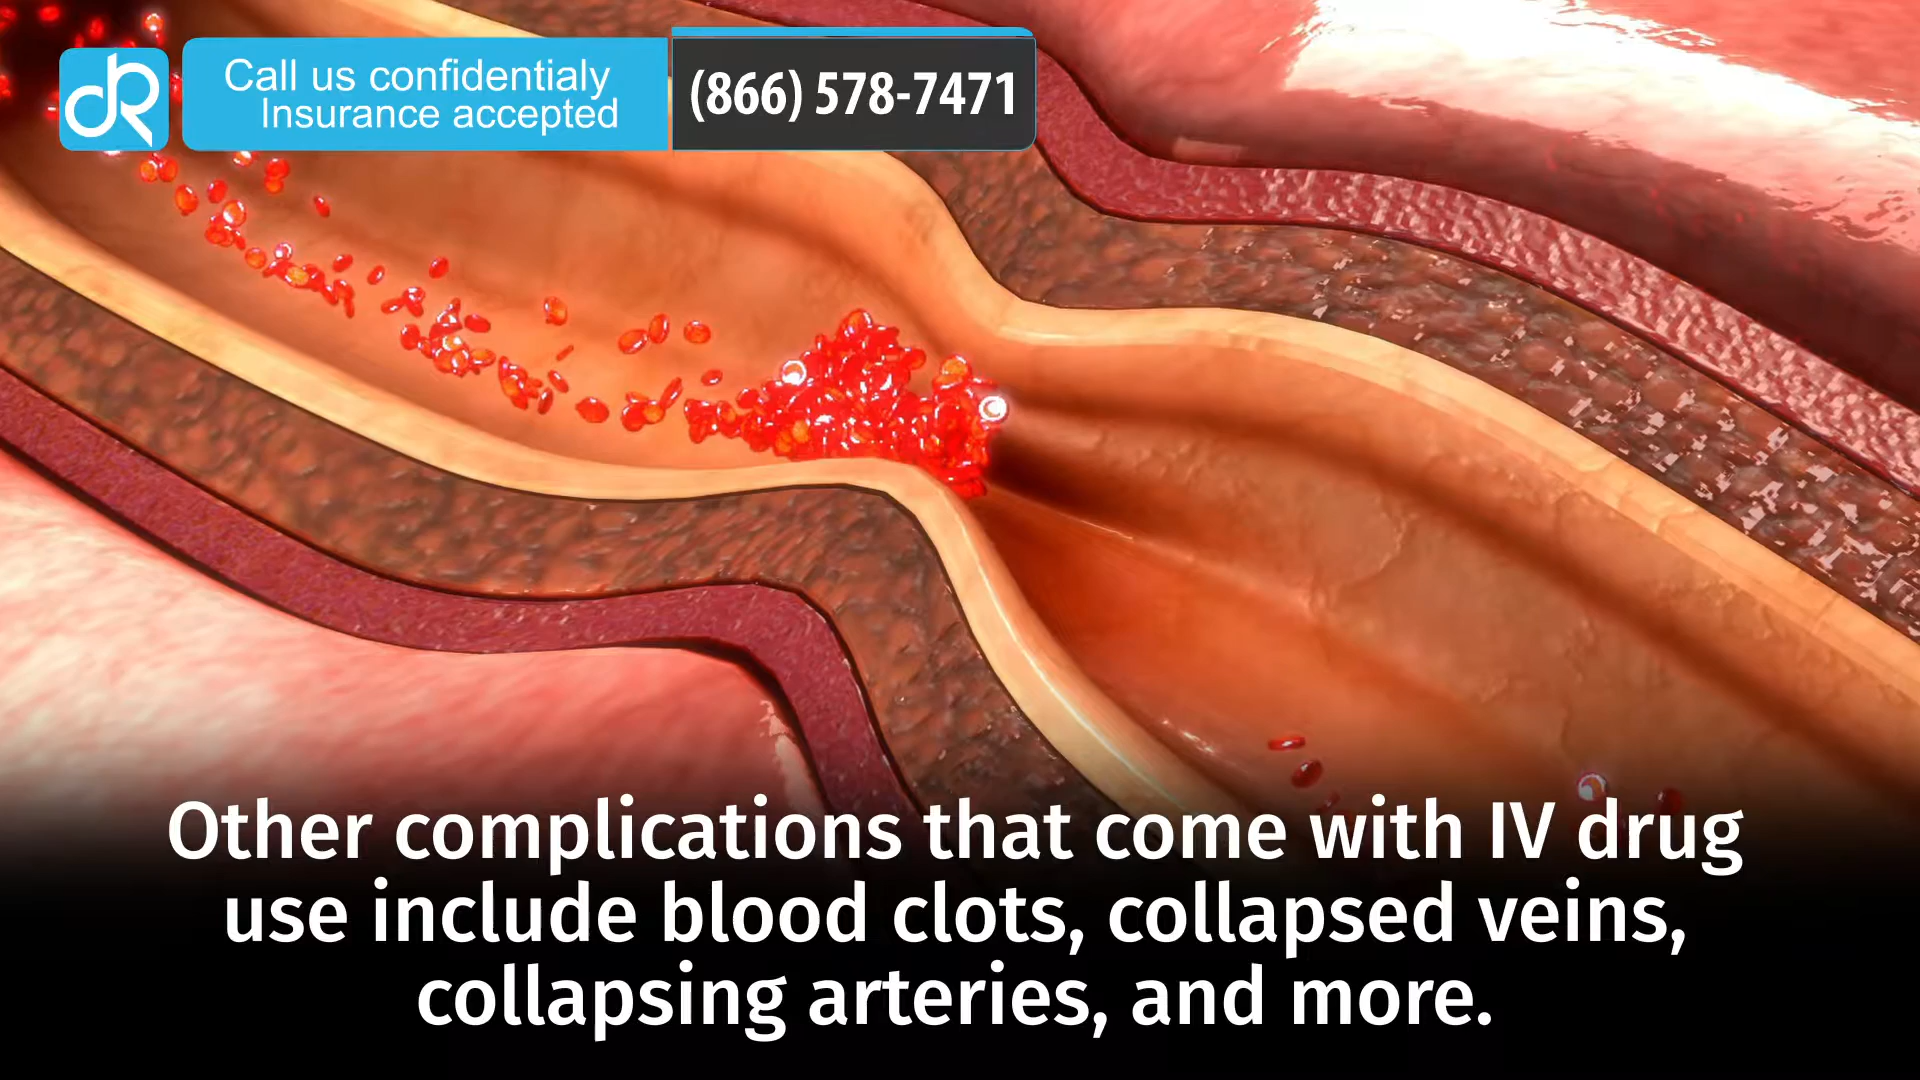 dR
Call us confidentialy
Insurance accepted
(866) 578-7471
Other complications that come with IV drug
use include blood clots, collapsed veins,
collapsing arteries, and more.